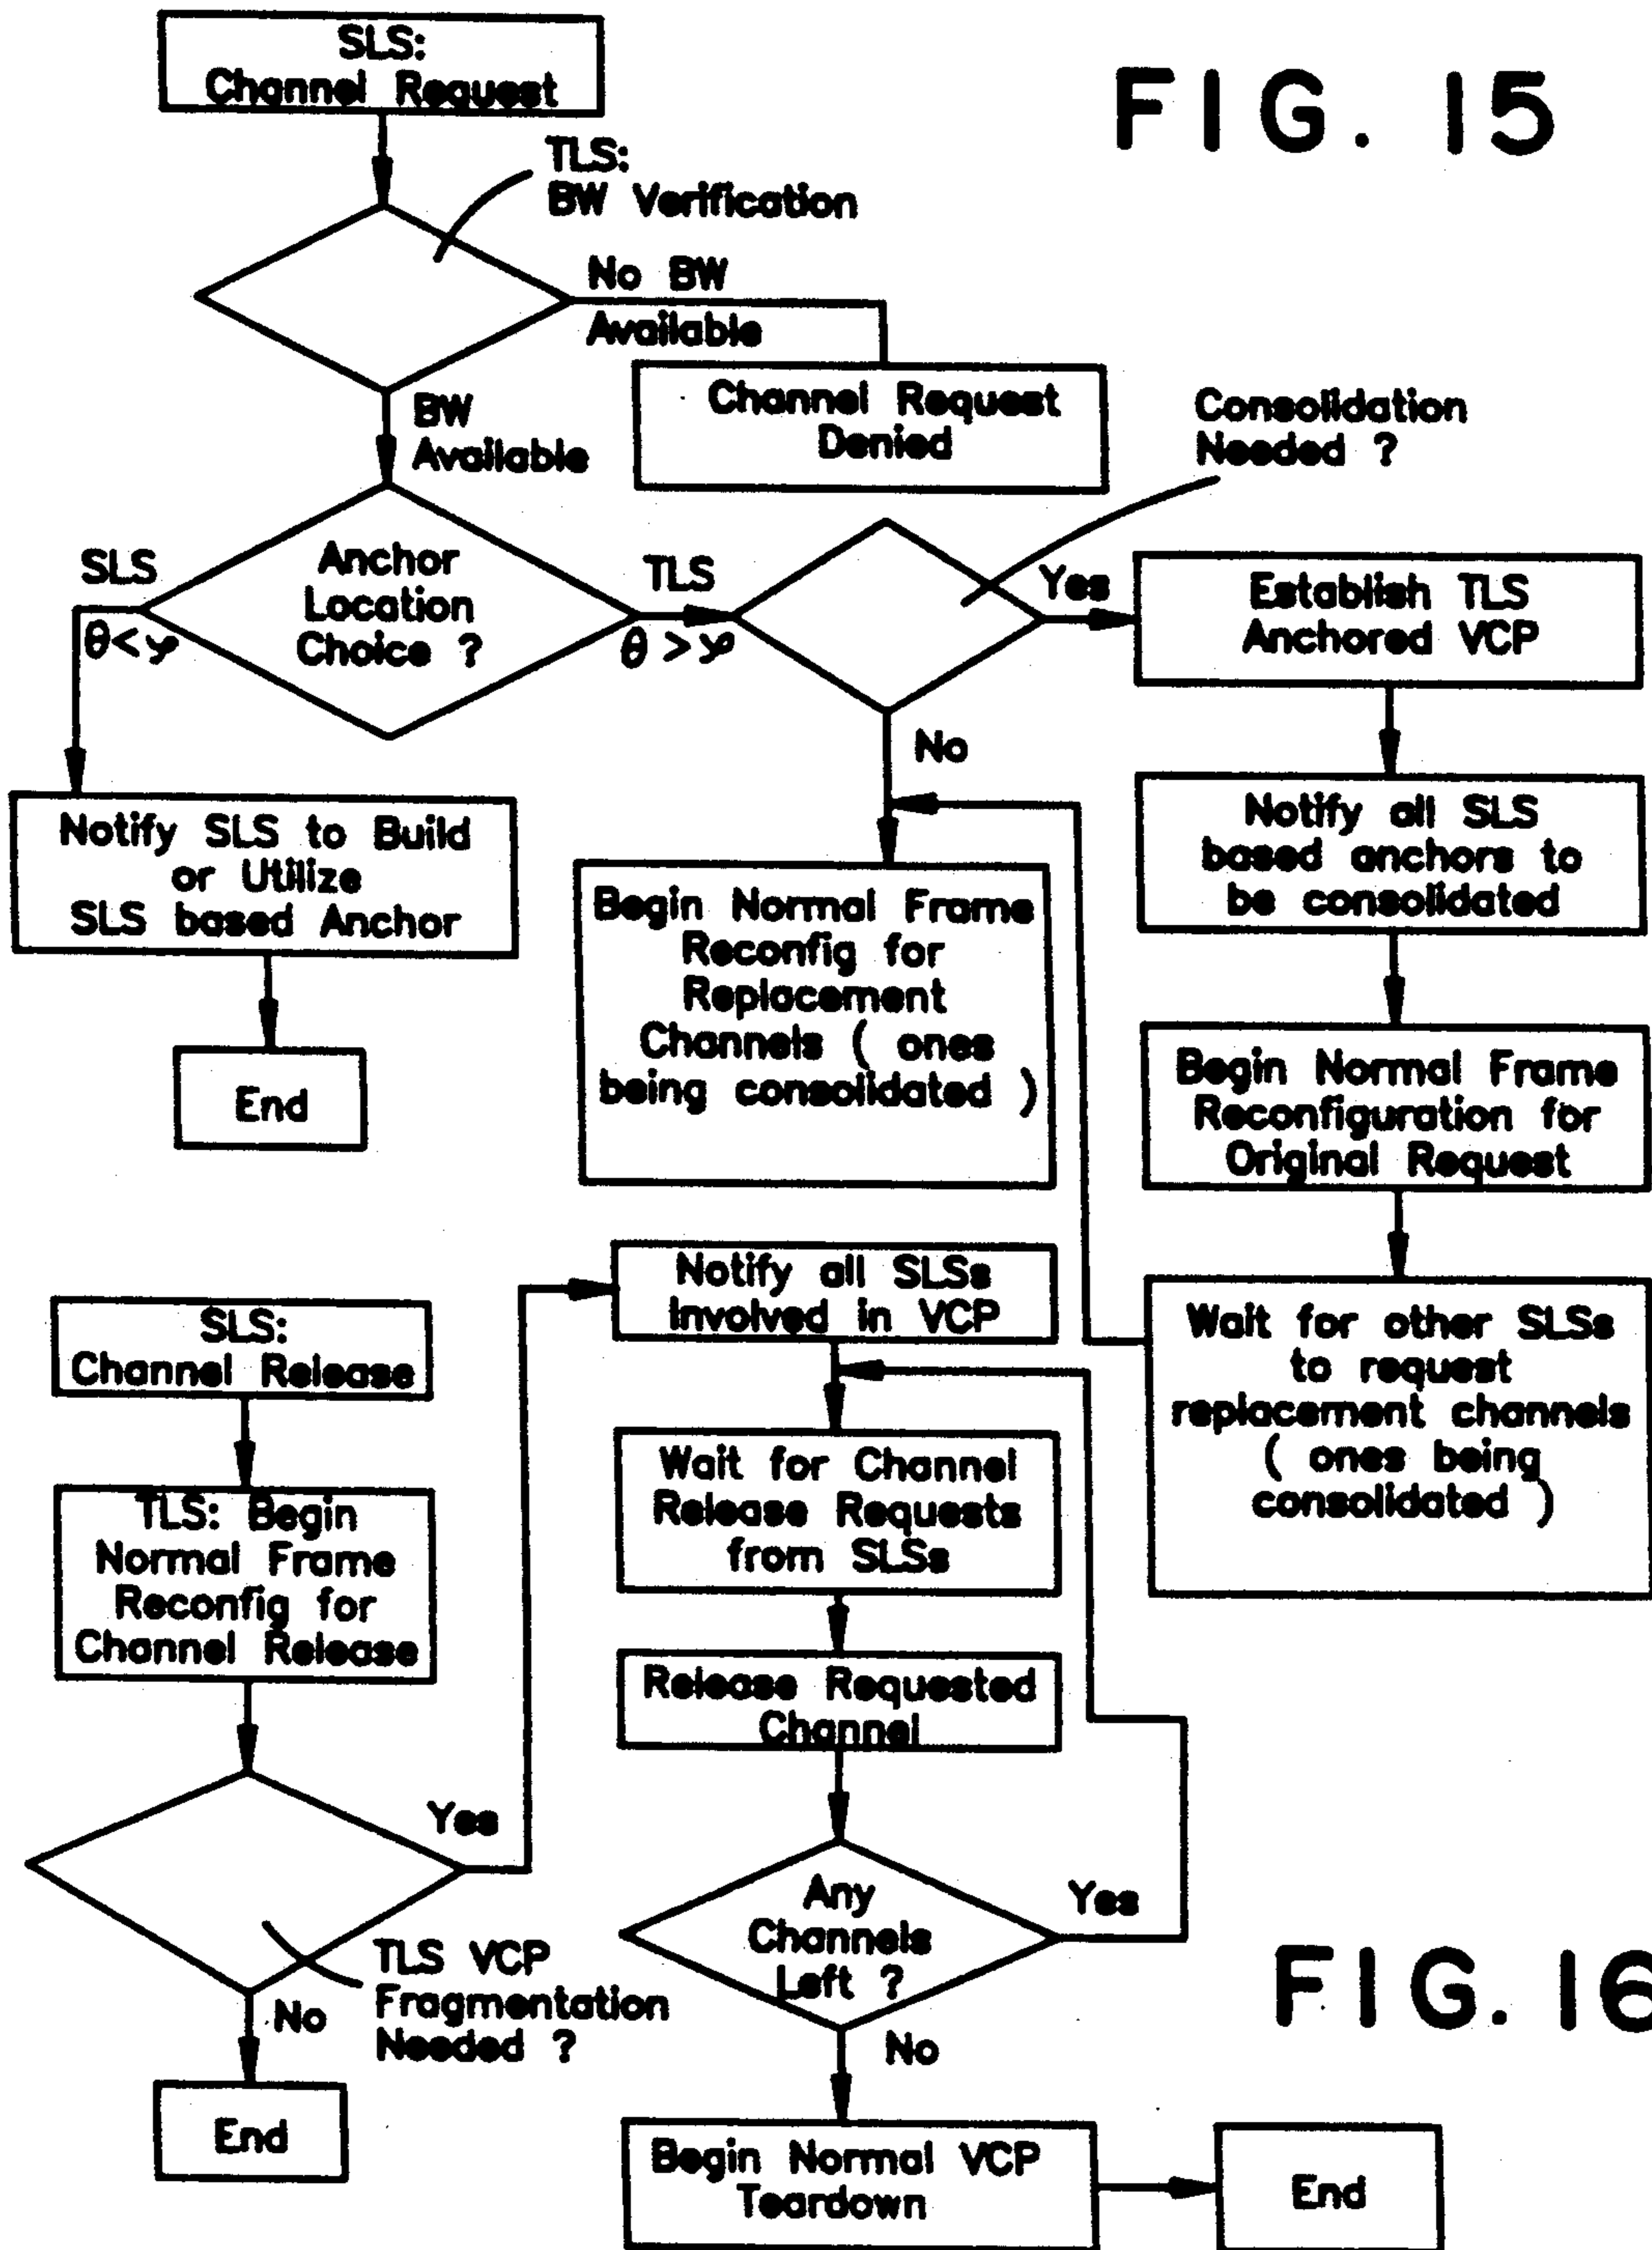 FIG. 15
SLS:
Channel Request
TLS:
BW Verification
No BW
Available
Channel Request
Denied
BW
Available
Consolidation
Needed ?
SLS
θ<φ
Anchor
Location
Choice ?
TLS
θ>φ
Yes
Establish TLS
Anchored VCP
No
Notify SLS to Build
or Utilize
SLS based Anchor
End
Begin Normal Frame
Reconfig for
Replacement
Channels ( ones
being consolidated )
Notify all SLS
based anchors to
be consolidated
Begin Normal Frame
Reconfiguration for
Original Request
Wait for other SLSs
to request
replacement channels
( ones being
consolidated )
SLS:
Channel Release
TLS: Begin
Normal Frame
Reconfig for
Channel Release
Yes
TLS VCP
Fragmentation
Needed ?
No
End
Notify all SLSs
Involved in VCP
Wait for Channel
Release Requests
from SLSs
Release Requested
Channel
Any
Channels
Left ?
Yes
No
Begin Normal VCP
Teardown
End
FIG. 16